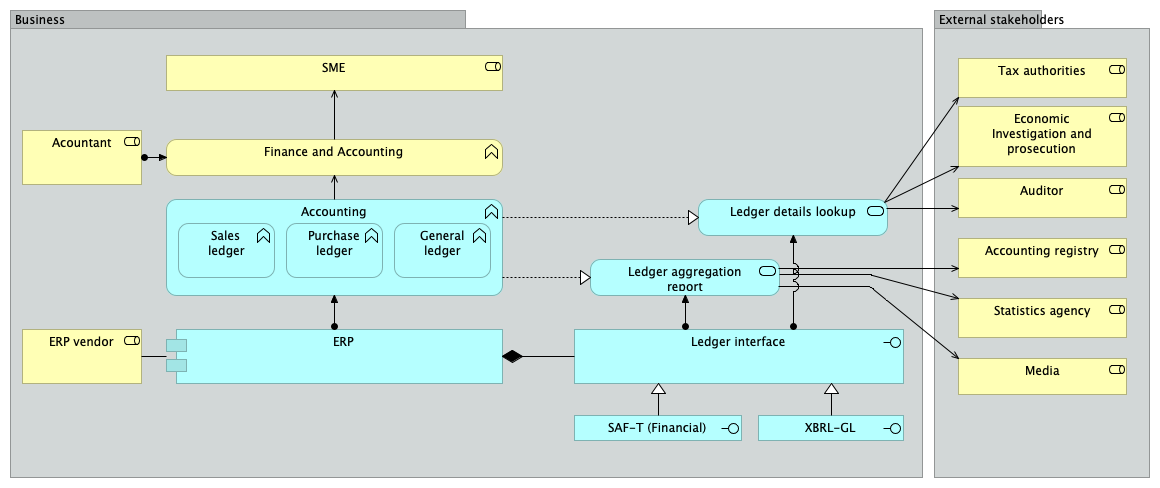 Business
External stakeholders
SME
Tax authorities
Acountant
Finance and Accounting
Economic
Investigation and
prosecution
Accounting
Sales
ledger
Purchase
ledger
General
ledger
Ledger details lookup
Auditor
Ledger aggregation
report
Accounting registry
Statistics agency
ERP vendor
ERP
Ledger interface
Media
SAF-T (Financial)
XBRL-GL